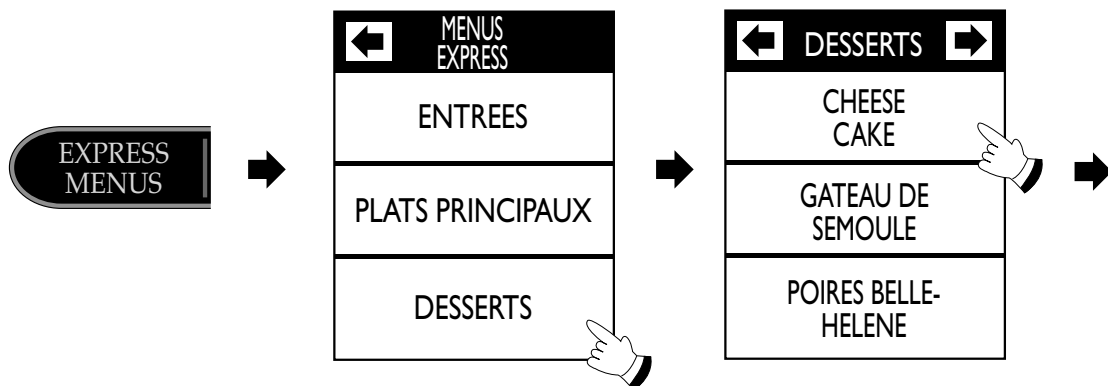 EXPRESS
MENUS
MENUS
EXPRESS
ENTREES
PLATS PRINCIPAUX
DESSERTS
DESSERTS
CHEESE
CAKE
GATEAU DE
SEMOULE
POIRES BELLE-
HELENE